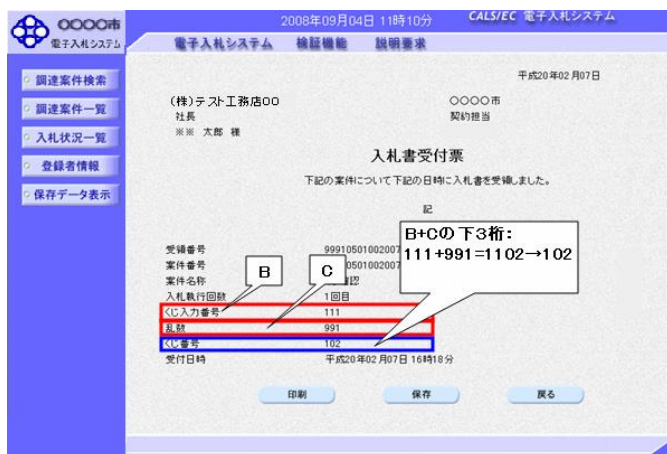 2008年09月04日 11時10分
CALS/EC 電子入札システム
〇〇〇〇市
電子入札システム
電子入札システム 検証機能 説明要求
調達案件検索
調達案件一覧
入札状況一覧
登録者情報
保存データ表示
平成20年02月07日
(株)テスト工務店〇〇
社長
※※ 太郎 様
〇〇〇〇市
契約担当
入札書受付票
下記の案件について下記の日時に入札書を受領しました。
記
B+Cの下3桁:
111+991=1102→102
受領番号 99910501002007
案件番号 0501002007
案件名称
入札執行回数 1回目
B
C
くじ入力番号 111
乱数 991
くじ番号 102
受付日時 平成20年02月07日 16時18分
印刷 保存 戻る